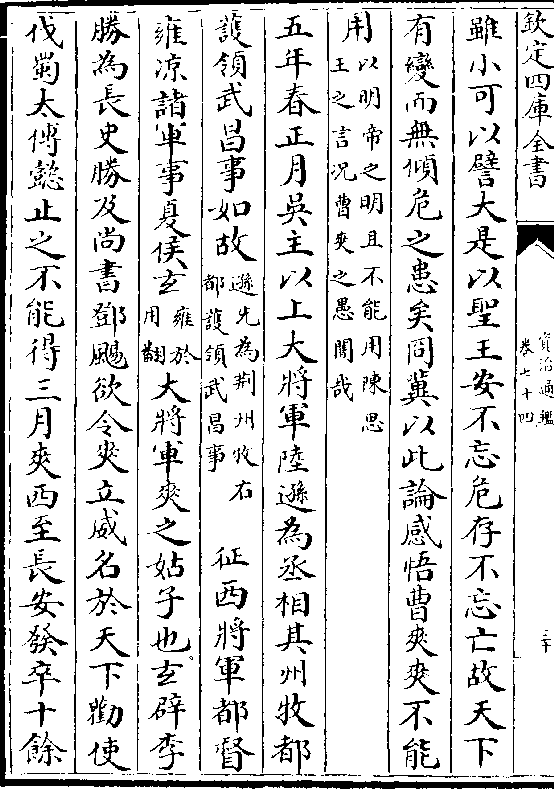 欽定四庫全書
資治通鑑
卷七十四
三十
雖小可以譬大是以聖王安不忘危存不忘亡故天下
有變而無傾危之患矣冏冀以此論感悟曹爽爽不能
用以明帝之明且不能用陳思
王之言况曹爽之愚闇哉
五年春正月吳主以上大將軍陸遜為丞相其州牧都
護領武昌事如故遜先為荆州牧右
都護領武昌事征西將軍都督
雍凉諸軍事夏侯玄雍於
用翻大將軍爽之姑子也玄辟李
勝為長史勝及尚書鄧颺欲令爽立威名於天下勸使
伐蜀太傅懿止之不能得三月爽西至長安發卒十餘